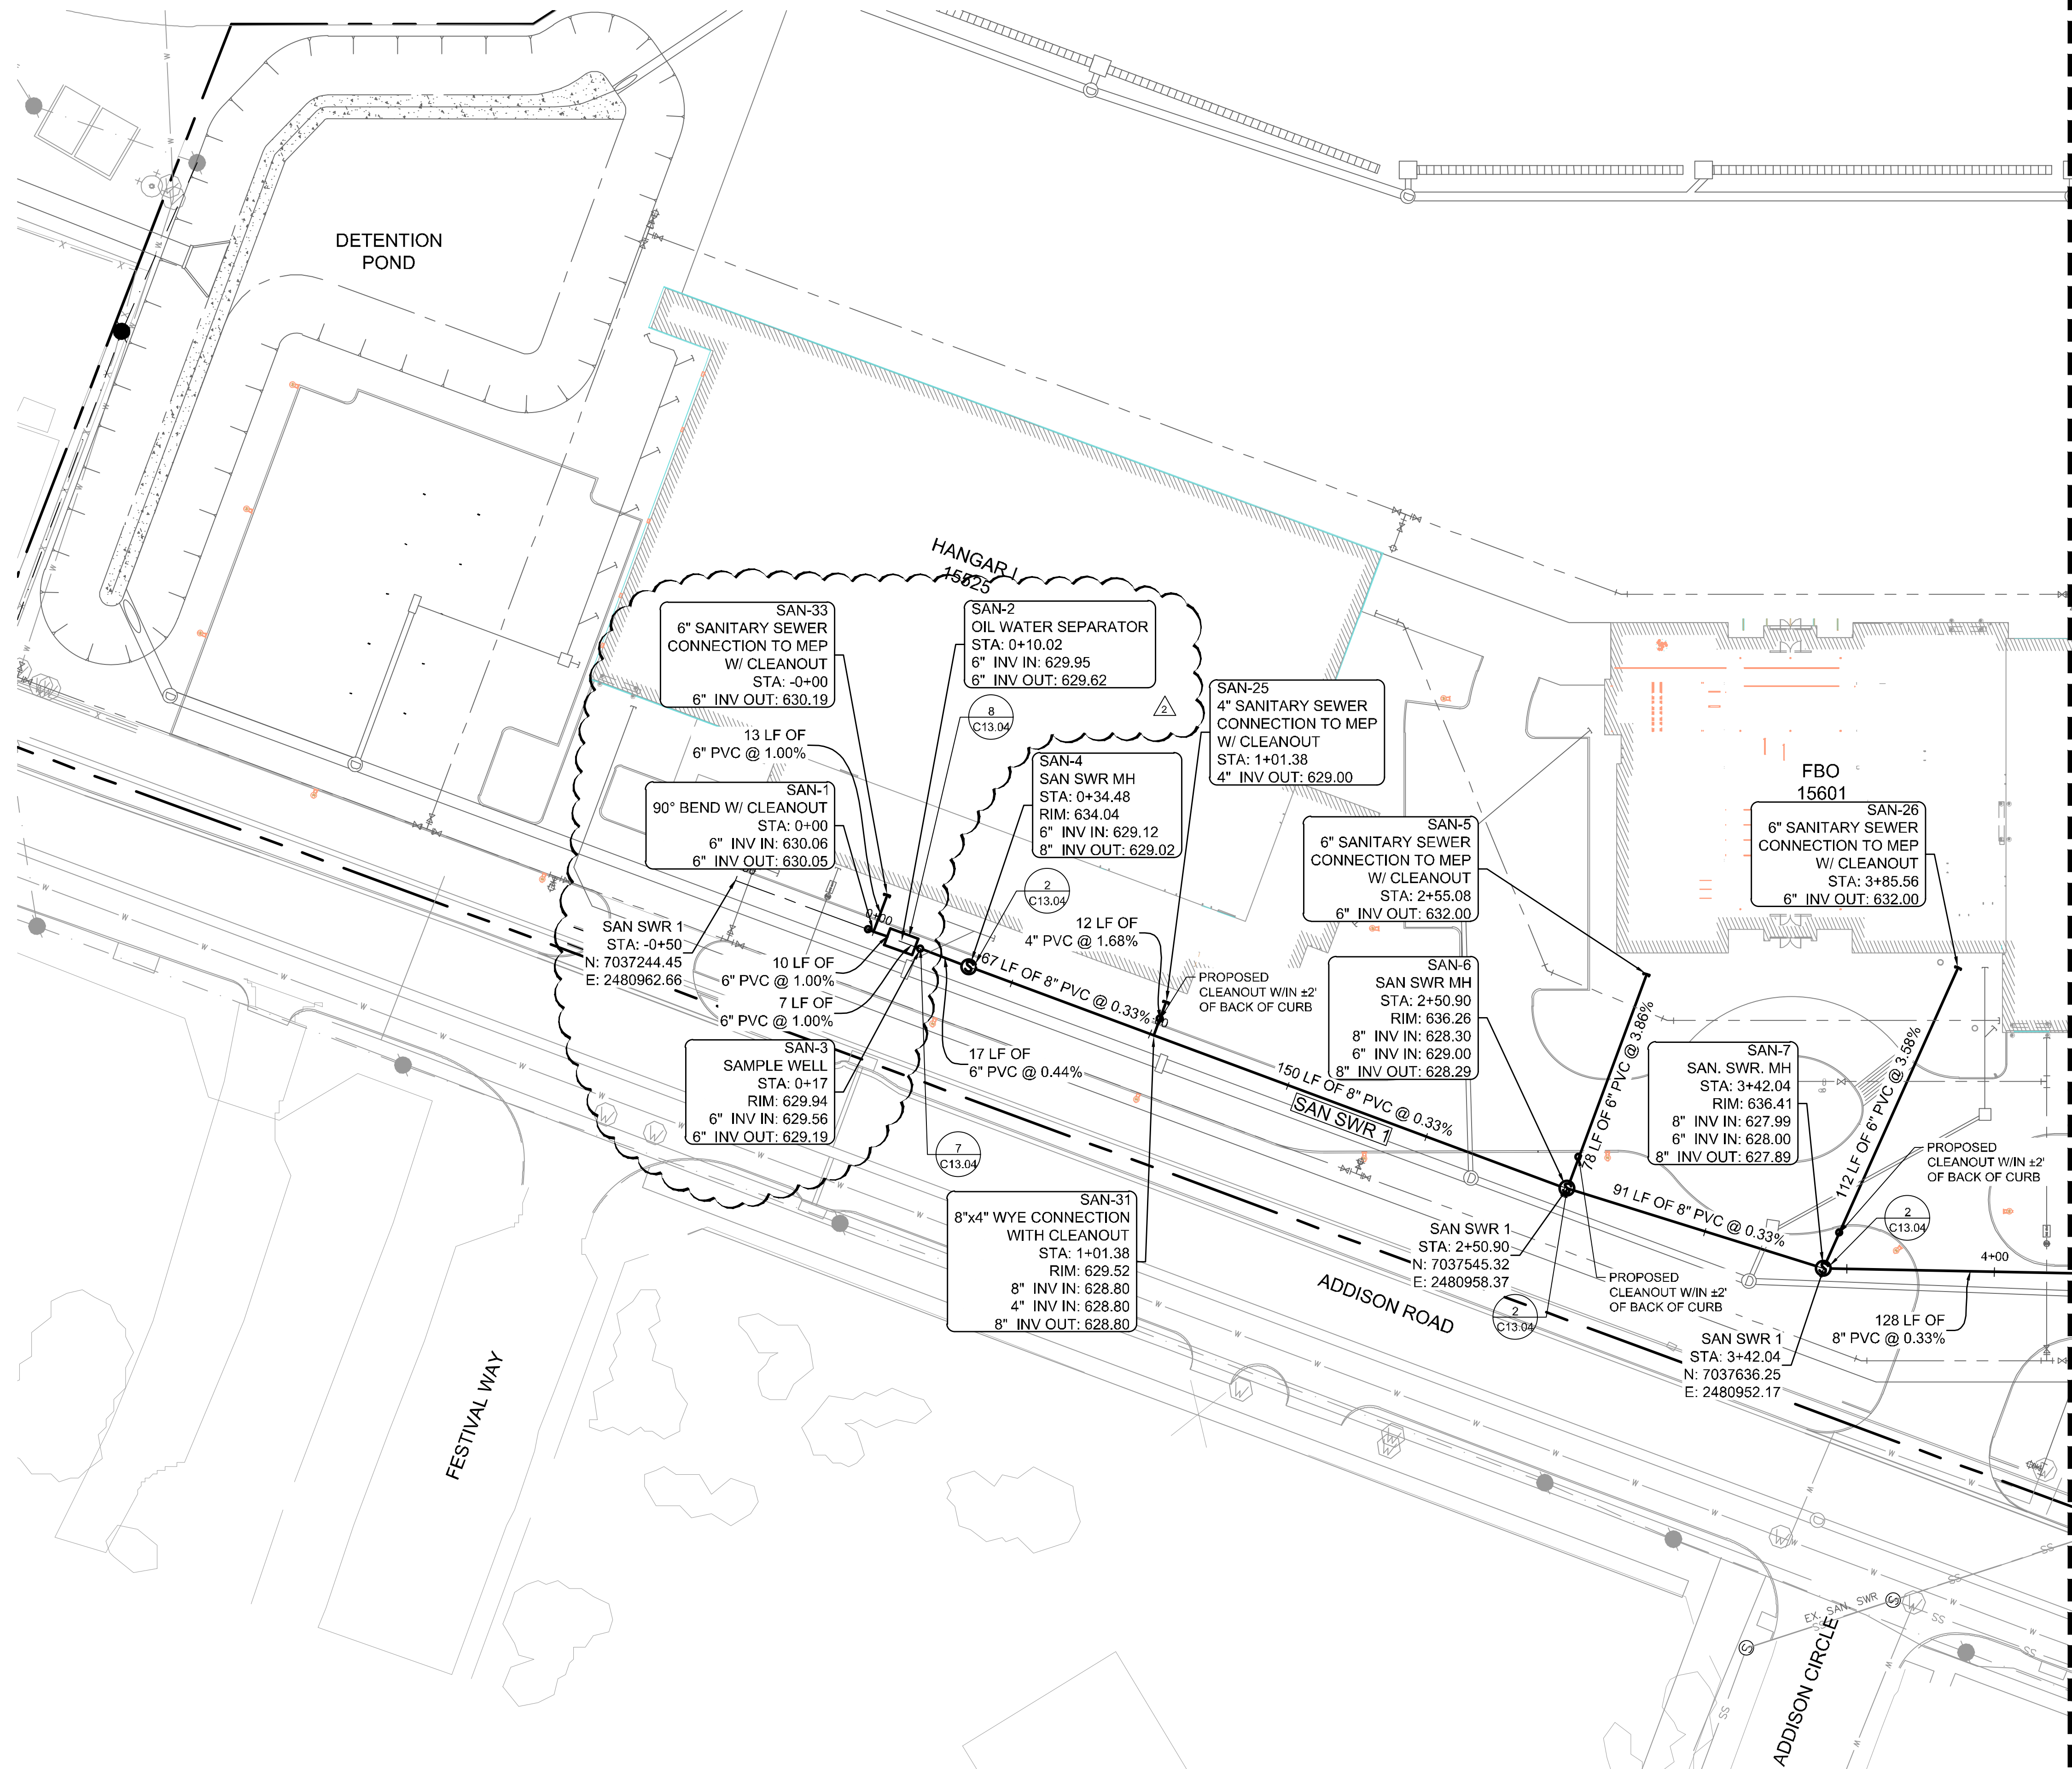 DETENTION
POND
HANGAR I
15525
SAN-33
6" SANITARY SEWER
CONNECTION TO MEP
W/ CLEANOUT
STA: -0+00
6" INV OUT: 630.19
SAN-2
OIL WATER SEPARATOR
STA: 0+10.02
6" INV IN: 629.95
6" INV OUT: 629.62
8
C13.04
2
SAN-25
4" SANITARY SEWER
CONNECTION TO MEP
W/ CLEANOUT
STA: 1+01.38
4" INV OUT: 629.00
13 LF OF
6" PVC @ 1.00%
SAN-1
90° BEND W/ CLEANOUT
STA: 0+00
6" INV IN: 630.06
6" INV OUT: 630.05
SAN-4
SAN SWR MH
STA: 0+34.48
RIM: 634.04
6" INV IN: 629.12
8" INV OUT: 629.02
2
C13.04
0+00
SAN SWR 1
STA: -0+50
N: 7037244.45
E: 2480962.66
10 LF OF
6" PVC @ 1.00%
7 LF OF
6" PVC @ 1.00%
12 LF OF
4" PVC @ 1.68%
67 LF OF 8" PVC @ 0.33%
PROPOSED
CLEANOUT W/IN ±2'
OF BACK OF CURB
SAN-3
SAMPLE WELL
STA: 0+17
RIM: 629.94
6" INV IN: 629.56
6" INV OUT: 629.19
17 LF OF
6" PVC @ 0.44%
7
C13.04
SAN-31
8"x4" WYE CONNECTION
WITH CLEANOUT
STA: 1+01.38
RIM: 629.52
8" INV IN: 628.80
4" INV IN: 628.80
8" INV OUT: 628.80
150 LF OF 8" PVC @ 0.33%
SAN SWR 1
SAN-5
6" SANITARY SEWER
CONNECTION TO MEP
W/ CLEANOUT
STA: 2+55.08
6" INV OUT: 632.00
SAN-6
SAN SWR MH
STA: 2+50.90
RIM: 636.26
8" INV IN: 628.30
6" INV IN: 629.00
8" INV OUT: 628.29
78 LF OF 6" PVC @ 3.86%
FBO
15601
SAN-26
6" SANITARY SEWER
CONNECTION TO MEP
W/ CLEANOUT
STA: 3+85.56
6" INV OUT: 632.00
SAN-7
SAN. SWR. MH
STA: 3+42.04
RIM: 636.41
8" INV IN: 627.99
6" INV IN: 628.00
8" INV OUT: 627.89
112 LF OF 6" PVC @ 3.58%
PROPOSED
CLEANOUT W/IN ±2'
OF BACK OF CURB
2
C13.04
91 LF OF 8" PVC @ 0.33%
4+00
SAN SWR 1
STA: 2+50.90
N: 7037545.32
E: 2480958.37
2
C13.04
PROPOSED
CLEANOUT W/IN ±2'
OF BACK OF CURB
128 LF OF
8" PVC @ 0.33%
SAN SWR 1
STA: 3+42.04
N: 7037636.25
E: 2480952.17
ADDISON ROAD
FESTIVAL WAY
EX. SAN. SWR
ADDISON CIRCLE